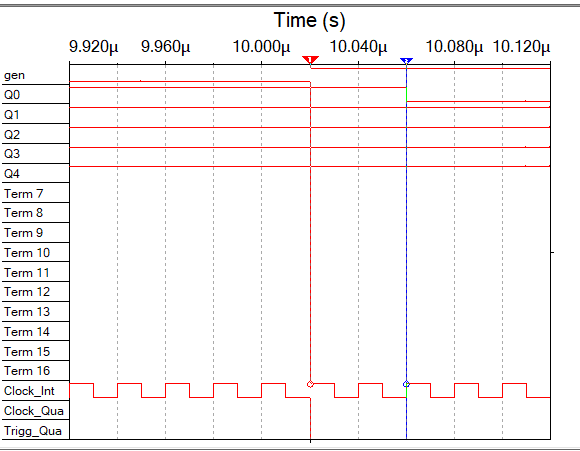 Time (s)
9.920µ 9.960µ 10.000µ 10.040µ 10.080µ 10.120µ
gen
Q0
Q1
Q2
Q3
Q4
Term 7
Term 8
Term 9
Term 10
Term 11
Term 12
Term 13
Term 14
Term 15
Term 16
Clock_Int
Clock_Qua
Trigg_Qua